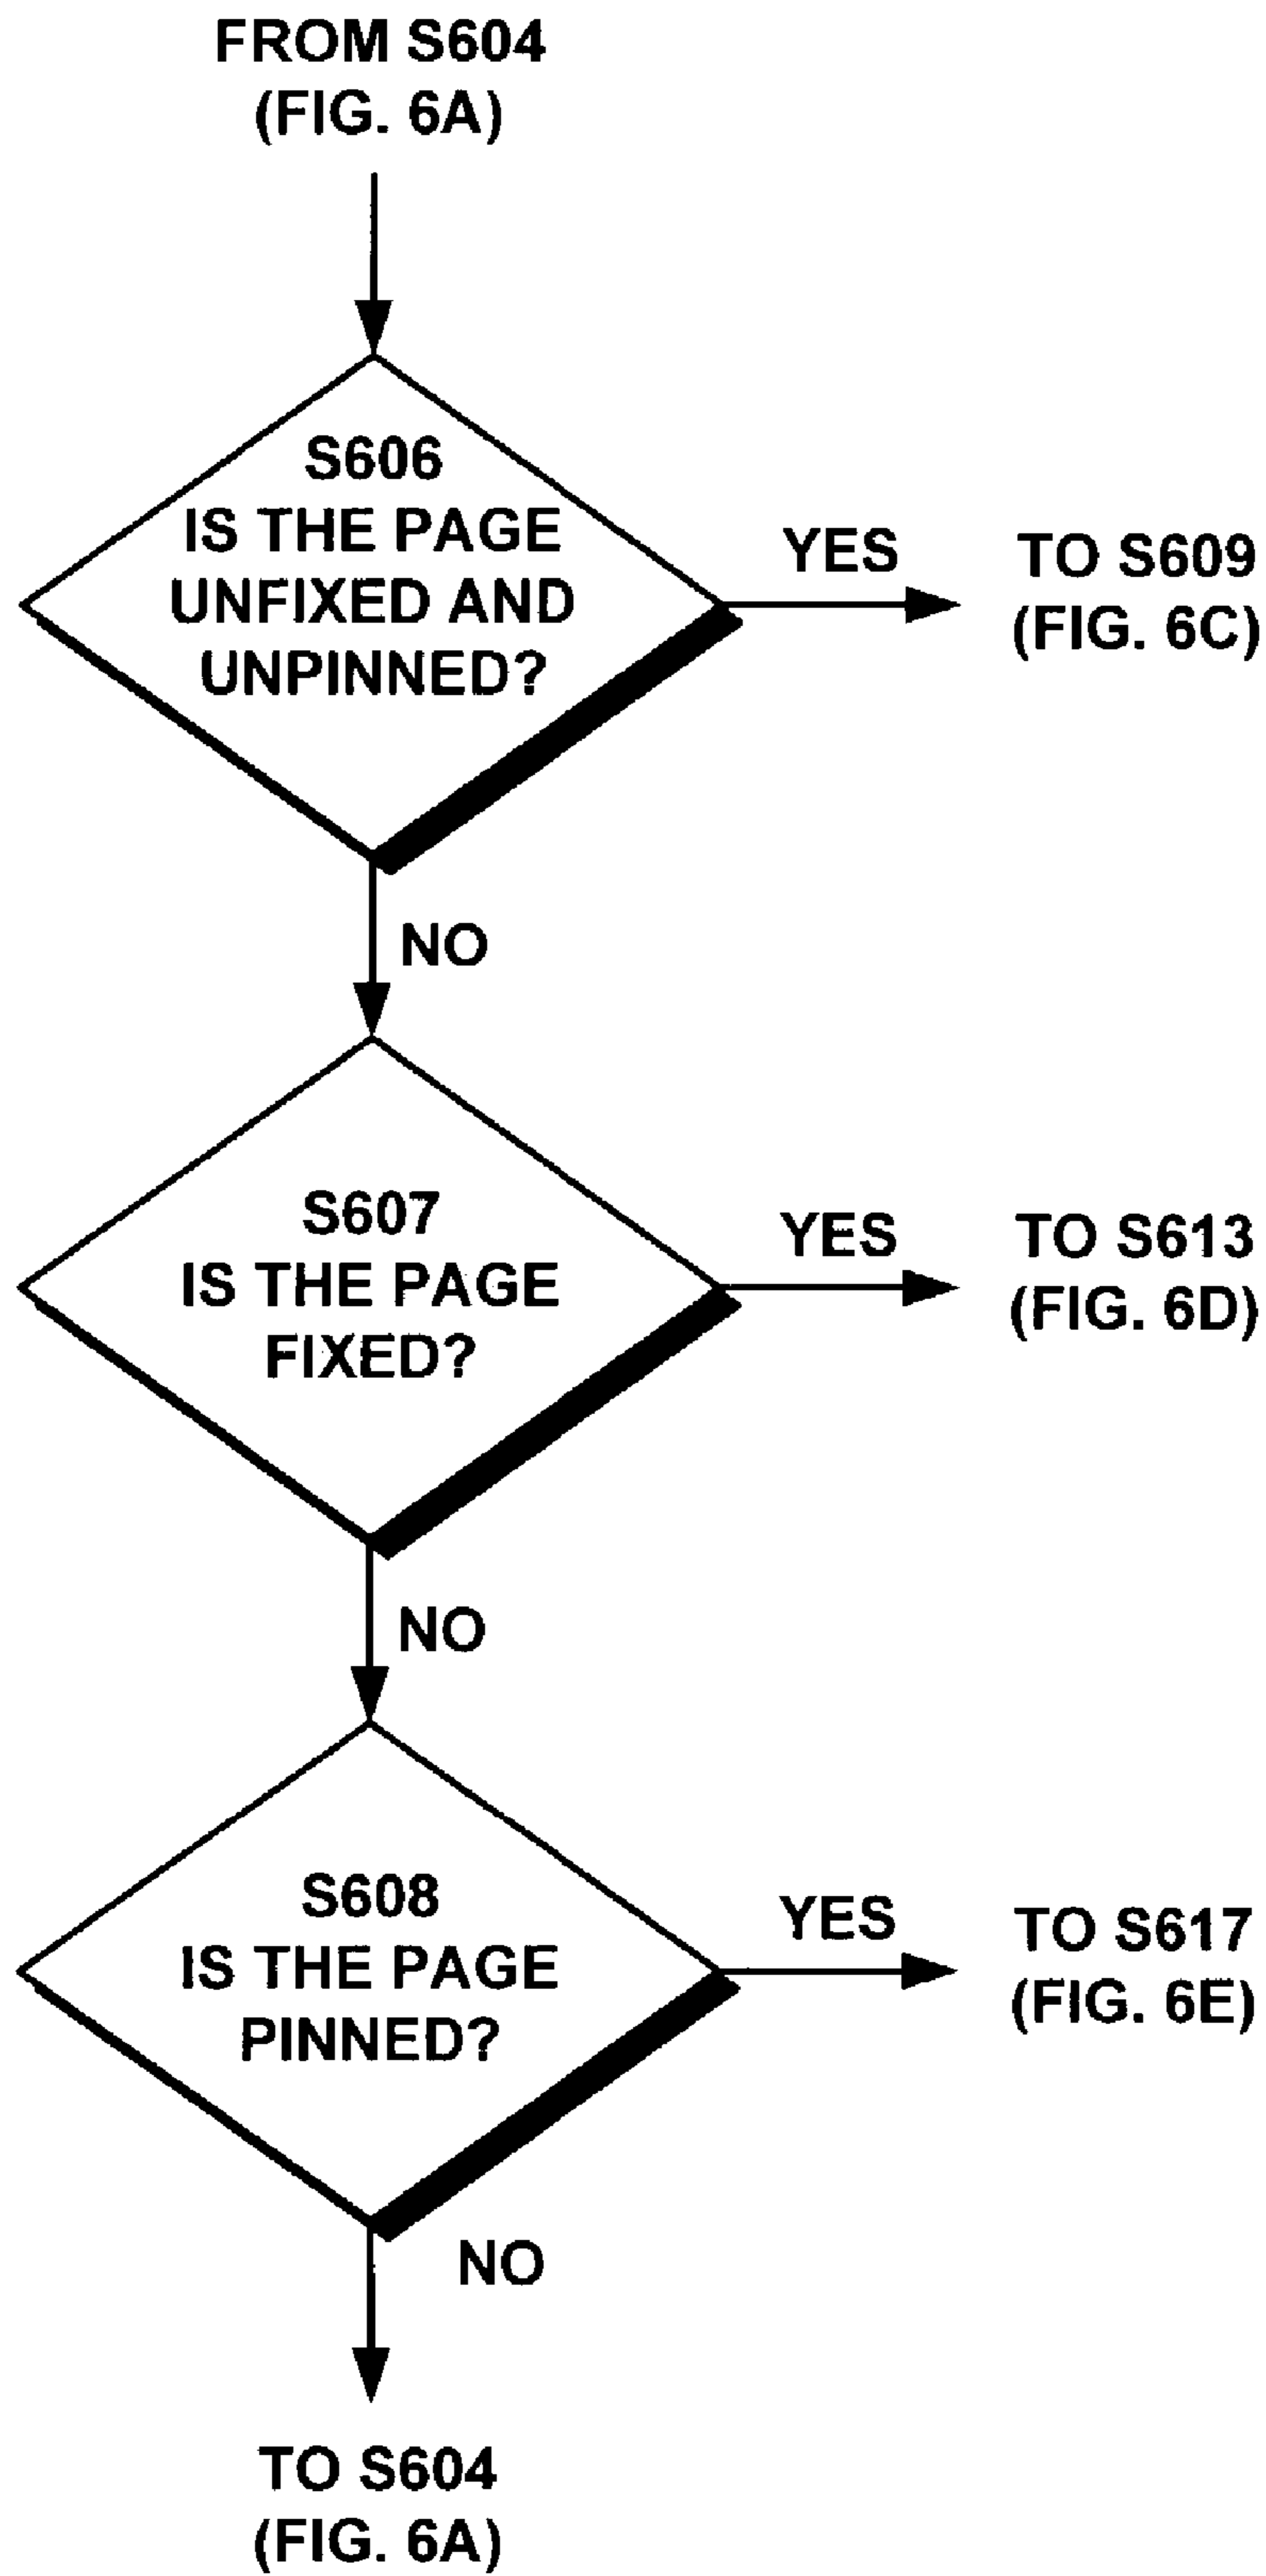 FROM S604
(FIG. 6A)
S606
IS THE PAGE
UNFIXED AND
UNPINNED?
YES
TO S609
(FIG. 6C)
NO
S607
IS THE PAGE
FIXED?
YES
TO S613
(FIG. 6D)
NO
S608
IS THE PAGE
PINNED?
YES
TO S617
(FIG. 6E)
NO
TO S604
(FIG. 6A)